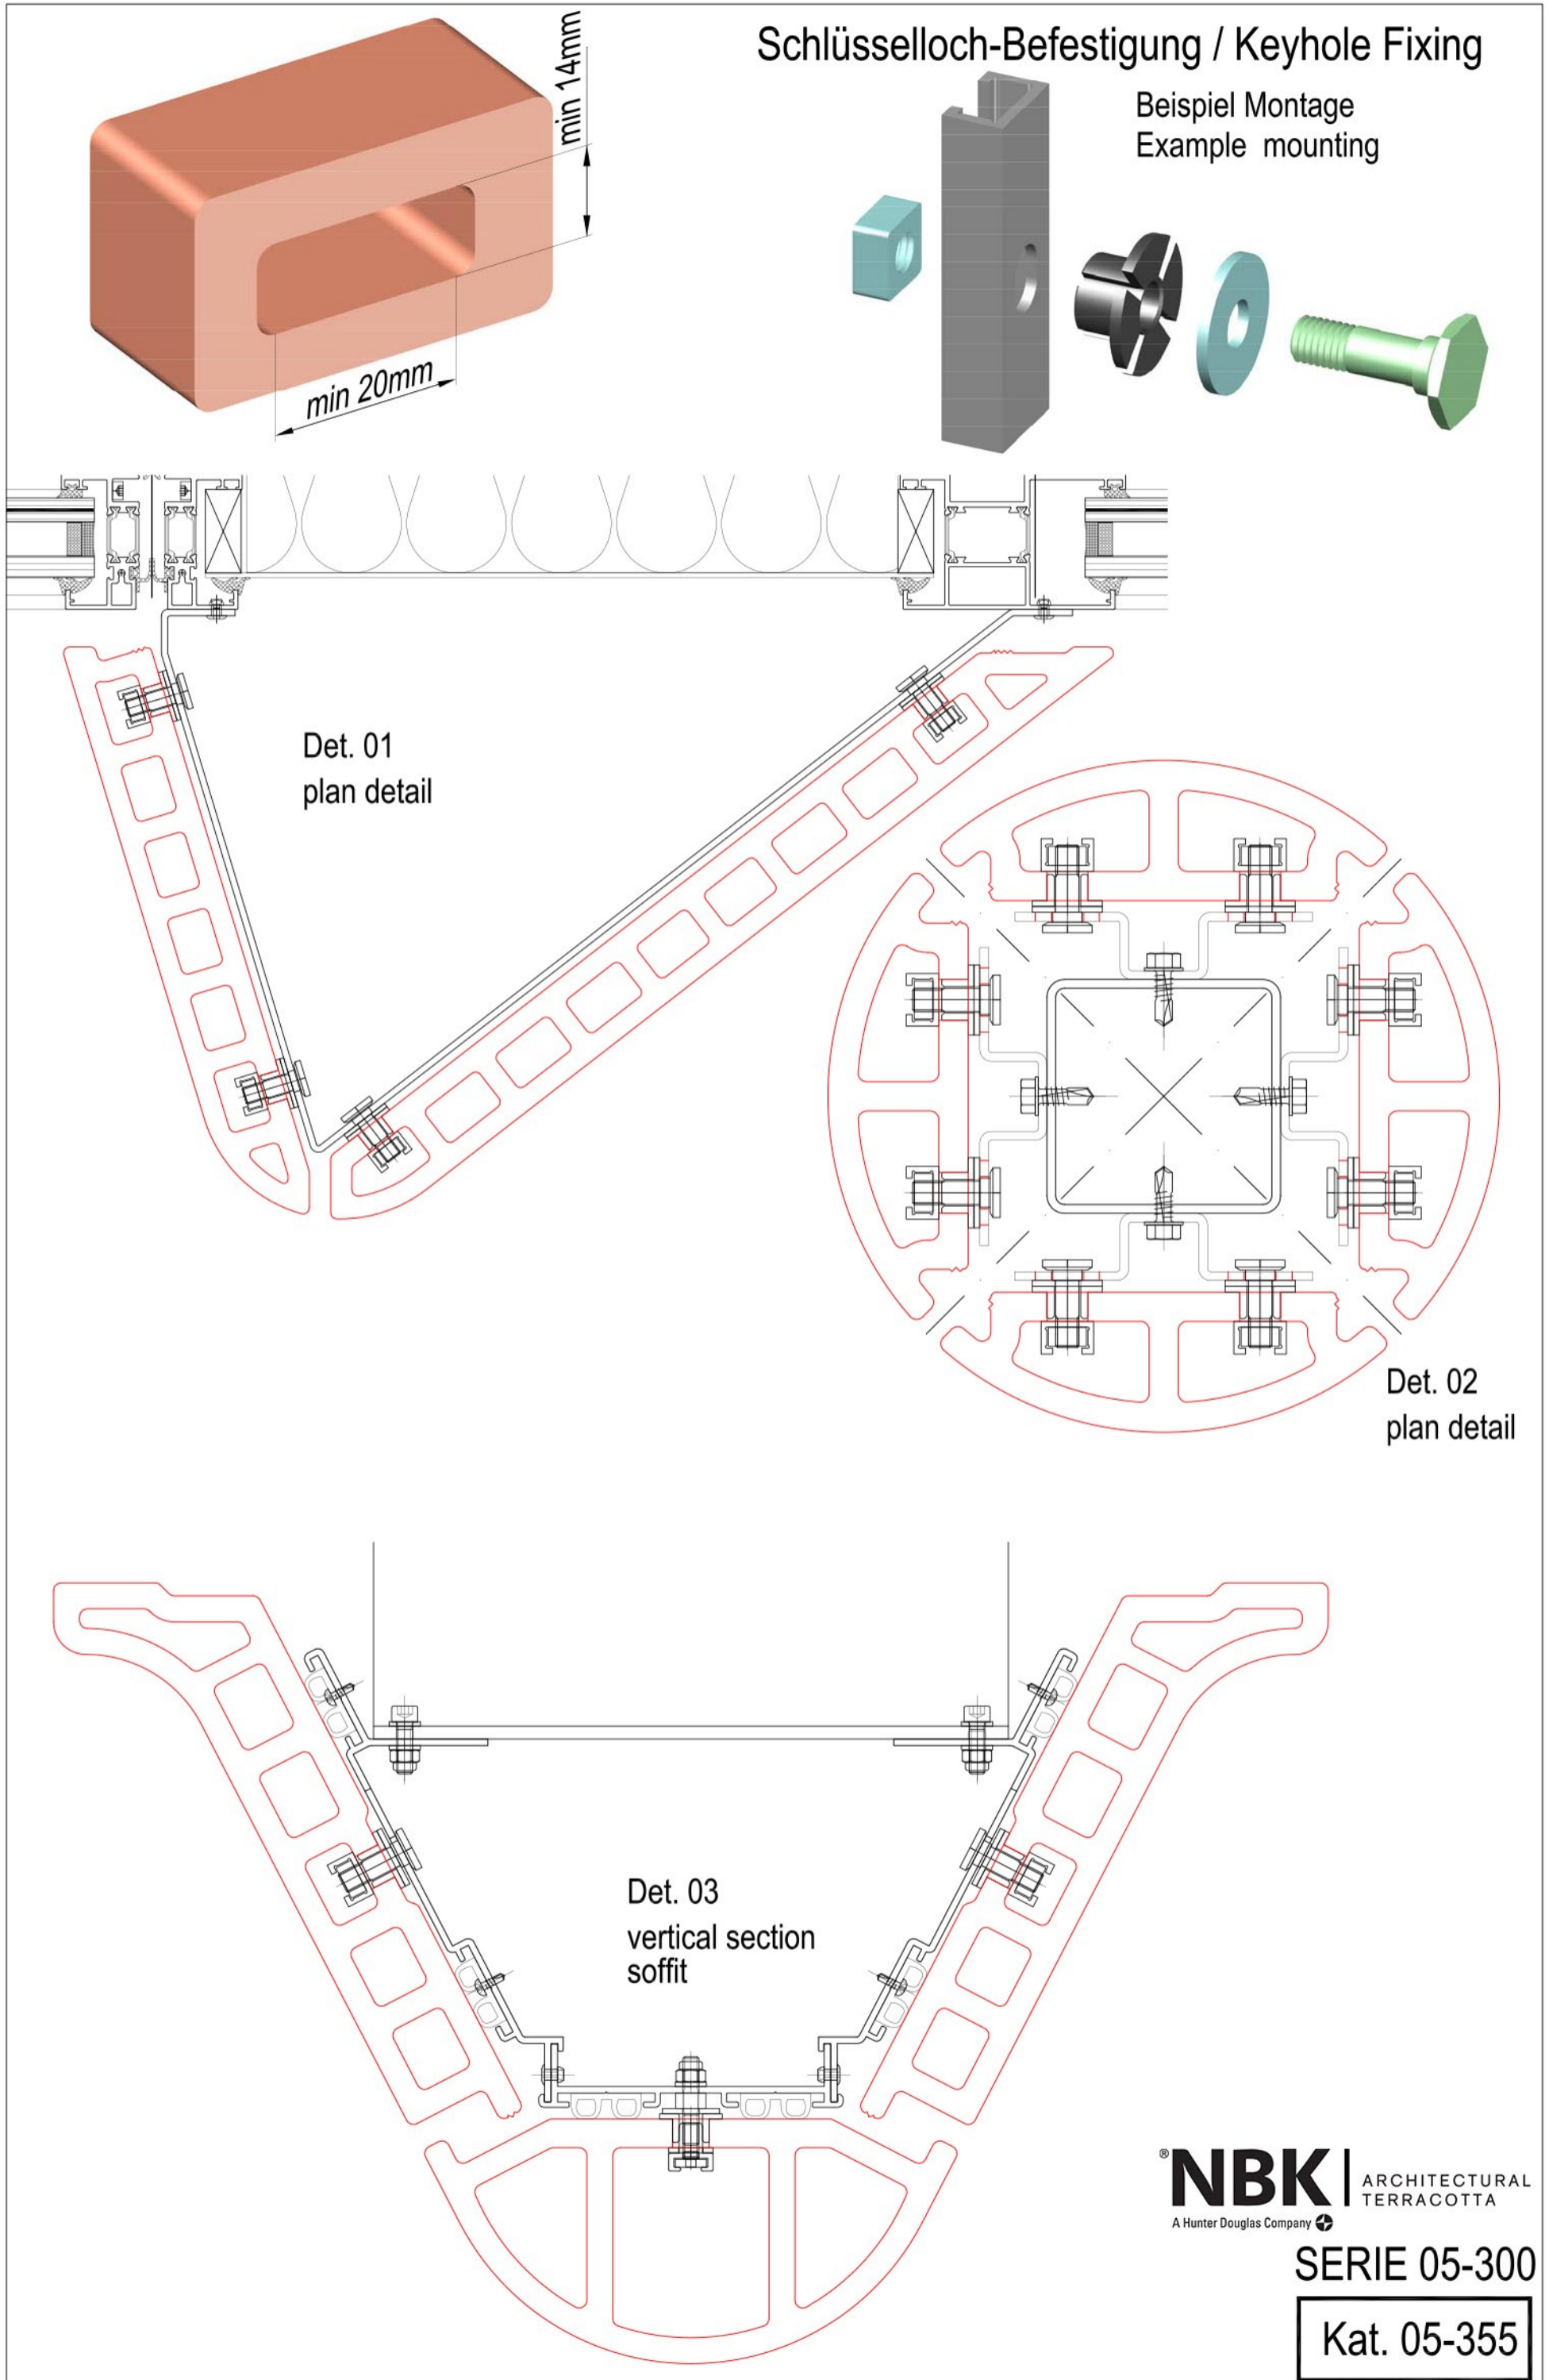 Schlüsselloch-Befestigung / Keyhole Fixing
Beispiel Montage
Example mounting
min 14mm
min 20mm
Det. 01
plan detail
Det. 02
plan detail
Det. 03
vertical section
soffit
®NBK
ARCHITECTURAL
TERRACOTTA
A Hunter Douglas Company
SERIE 05-300
Kat. 05-355